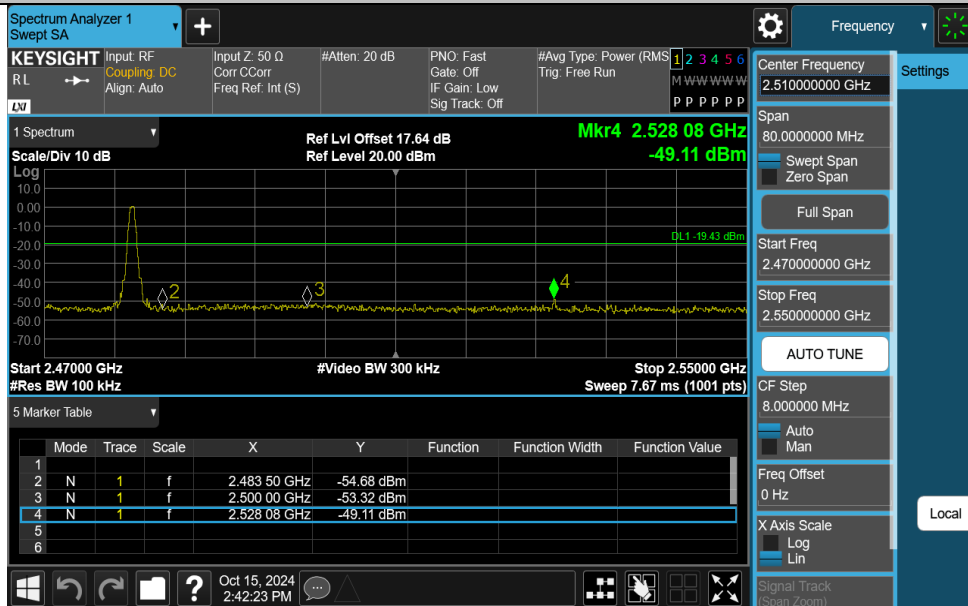 Spectrum Analyzer 1
Swept SA
+
Frequency
KEYSIGHT
RL
LXI
Input: RF
Coupling: DC
Align: Auto
Input Z: 50 Ω
Corr CCorr
Freq Ref: Int (S)
#Atten: 20 dB
PNO: Fast
Gate: Off
IF Gain: Low
Sig Track: Off
#Avg Type: Power (RMS
Trig: Free Run
1 2 3 4 5 6
M W W W W W
P P P P P P
1 Spectrum
Scale/Div 10 dB
Ref Lvl Offset 17.64 dB
Ref Level 20.00 dBm
Mkr4 2.528 08 GHz
-49.11 dBm
Log
10.0
0.00
-10.0
-20.0
-30.0
-40.0
-50.0
-60.0
-70.0
DL1 -19.43 dBm
2
3
4
Start 2.47000 GHz
#Video BW 300 kHz
Stop 2.55000 GHz
#Res BW 100 kHz
Sweep 7.67 ms (1001 pts)
5 Marker Table
Mode Trace Scale X Y Function Function Width Function Value
1
2 N 1 f 2.483 50 GHz -54.68 dBm
3 N 1 f 2.500 00 GHz -53.32 dBm
4 N 1 f 2.528 08 GHz -49.11 dBm
5
6
?
Oct 15, 2024
2:42:23 PM
Center Frequency
2.510000000 GHz
Settings
Span
80.0000000 MHz
Swept Span
Zero Span
Full Span
Start Freq
2.470000000 GHz
Stop Freq
2.550000000 GHz
AUTO TUNE
CF Step
8.000000 MHz
Auto
Man
Freq Offset
0 Hz
Local
X Axis Scale
Log
Lin
Signal Track
(Span Zoom)